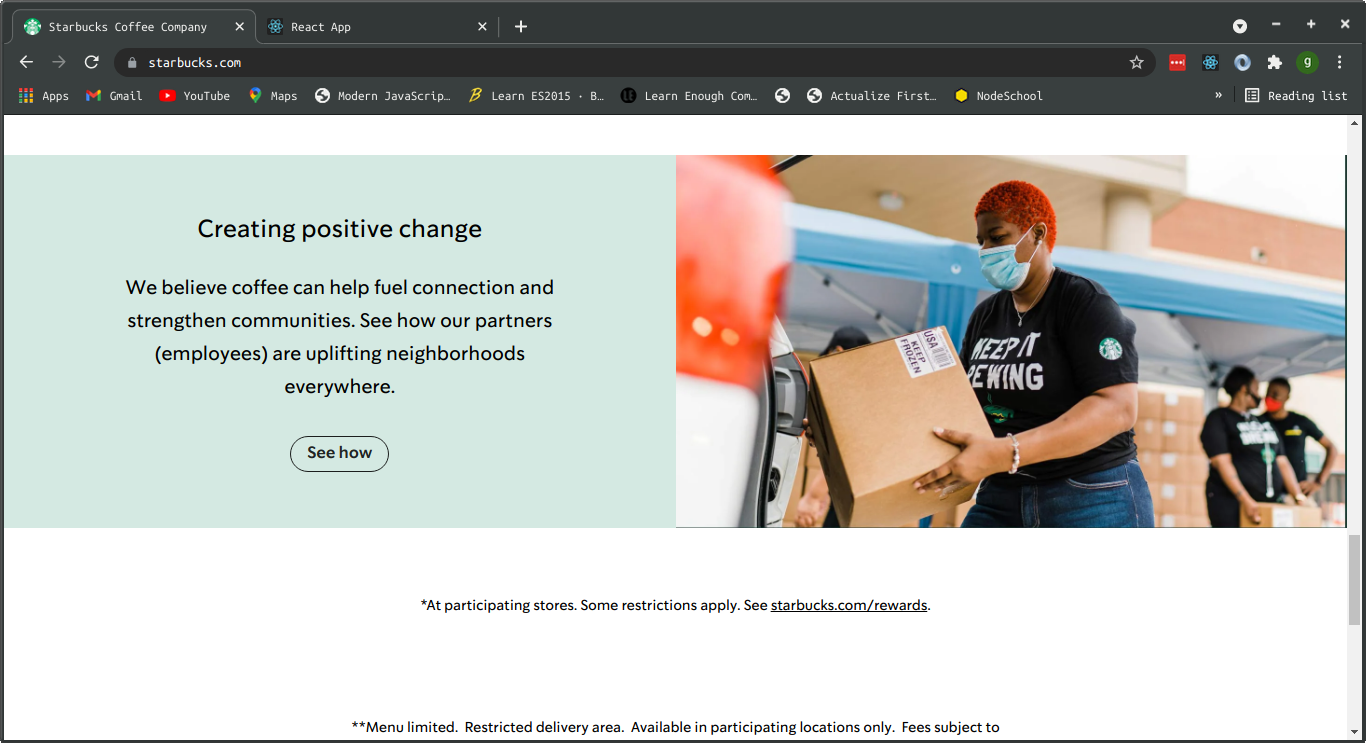 Starbucks Coffee Company
React App
starbucks.com
g
Apps
Gmail
YouTube
Maps
Modern JavaScrip…
Learn ES2015 · B…
LE
Learn Enough Com…
Actualize First…
NodeSchool
»
Reading list
Creating positive change
We believe coffee can help fuel connection and
strengthen communities. See how our partners
(employees) are uplifting neighborhoods
everywhere.
See how
USA
KEEP
FROZEN
KEEP IT
BREWING
*At participating stores. Some restrictions apply. See starbucks.com/rewards.
**Menu limited. Restricted delivery area. Available in participating locations only. Fees subject to